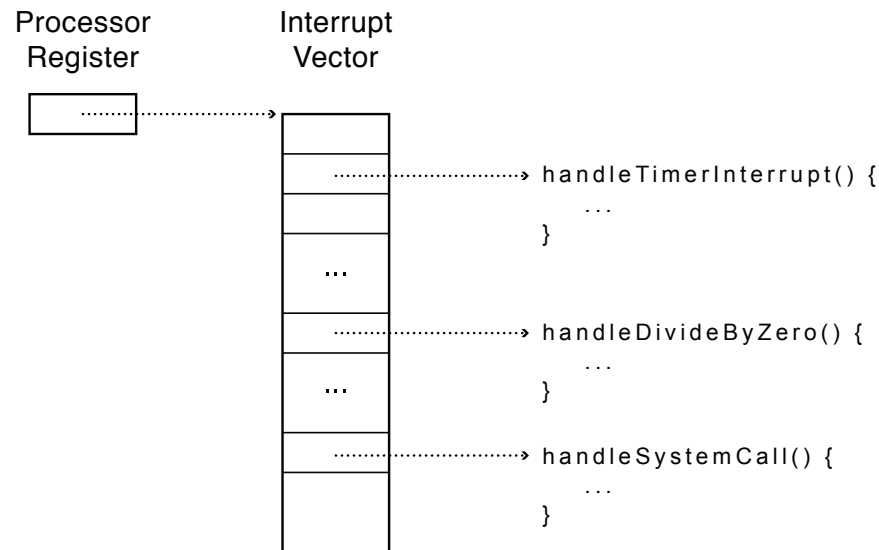 Processor
Register
Interrupt
Vector
handleTimerInterrupt() {
...
}
...
handleDivideByZero() {
...
}
...
handleSystemCall() {
...
}